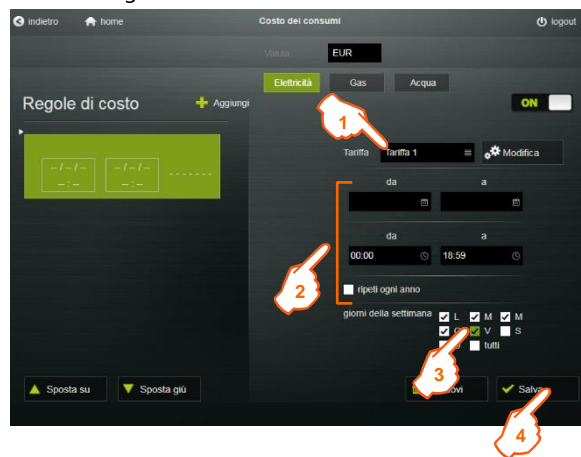 indietro home Costo dei consumi logout
Valuta EUR
Elettricità Gas Acqua
Regole di costo Aggiungi
ON
1
Tariffa Tariffa 1 Modifica
– / – / – – / – / – - - - - - - -
– : – – : –
da a
da a
00:00 18:59
2
ripeti ogni anno
giorni della settimana L M M
V S
tutti
3
Sposta su Sposta giù Salva
4